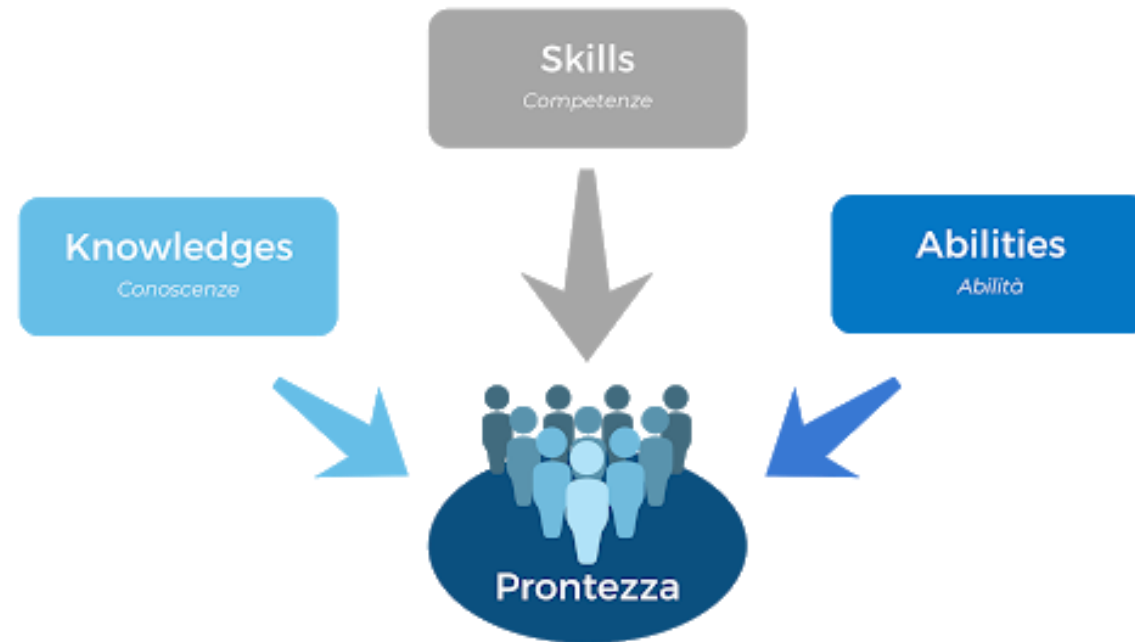 Skills
Competenze
Knowledges
Conoscenze
Abilities
Abilità
Prontezza